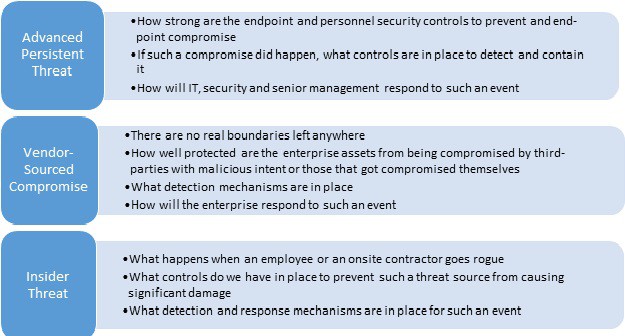 Advanced
Persistent
Threat
•How strong are the endpoint and personnel security controls to prevent and end-
point compromise
•If such a compromise did happen, what controls are in place to detect and contain
it
•How will IT, security and senior management respond to such an event
Vendor-
Sourced
Compromise
•There are no real boundaries left anywhere
•How well protected are the enterprise assets from being compromised by third-
parties with malicious intent or those that got compromised themselves
•What detection mechanisms are in place
•How will the enterprise respond to such an event
Insider
Threat
•What happens when an employee or an onsite contractor goes rogue
•What controls do we have in place to prevent such a threat source from causing
significant damage
•What detection and response mechanisms are in place for such an event